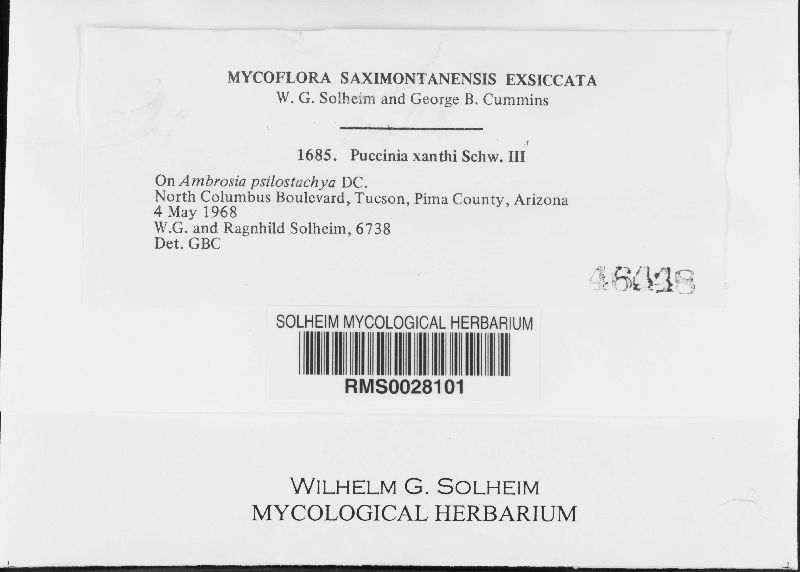 MYCOFLORA SAXIMONTANENSIS EXSICCATA
W. G. Solheim and George B. Cummins
1685. Puccinia xanthi Schw. III
On Ambrosia psilostachya DC.
North Columbus Boulevard, Tucson, Pima County, Arizona
4 May 1968
W.G. and Ragnhild Solheim, 6738
Det. GBC
SOLHEIM MYCOLOGICAL HERBARIUM
RMS0028101
WILHELM G. SOLHEIM
MYCOLOGICAL HERBARIUM